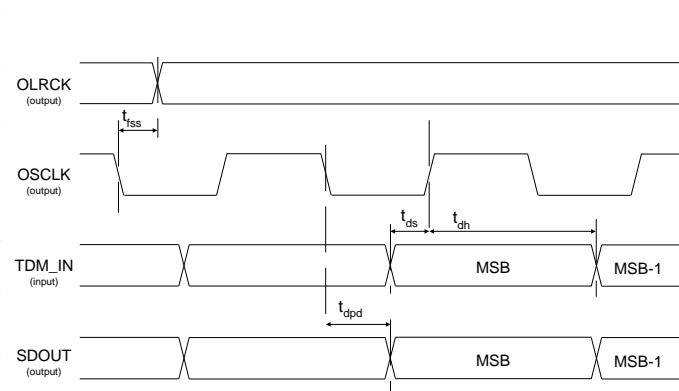 OLRCK
(output)
tfss
OSCLK
(output)
tds
tdh
TDM_IN
(input)
MSB
MSB-1
tdpd
SDOUT
(output)
MSB
MSB-1